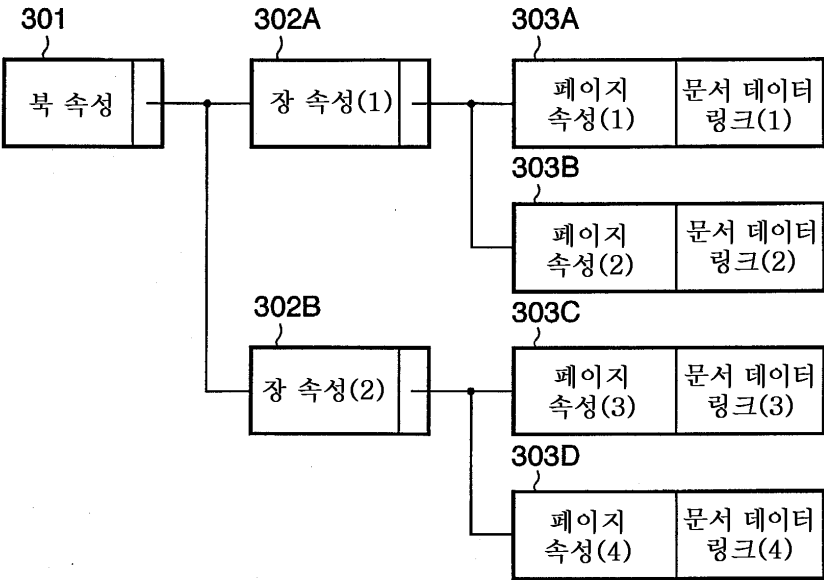 301
북 속성
302A
장 속성(1)
303A
페이지
속성(1)
문서 데이터
링크(1)
303B
페이지
속성(2)
문서 데이터
링크(2)
302B
장 속성(2)
303C
페이지
속성(3)
문서 데이터
링크(3)
303D
페이지
속성(4)
문서 데이터
링크(4)